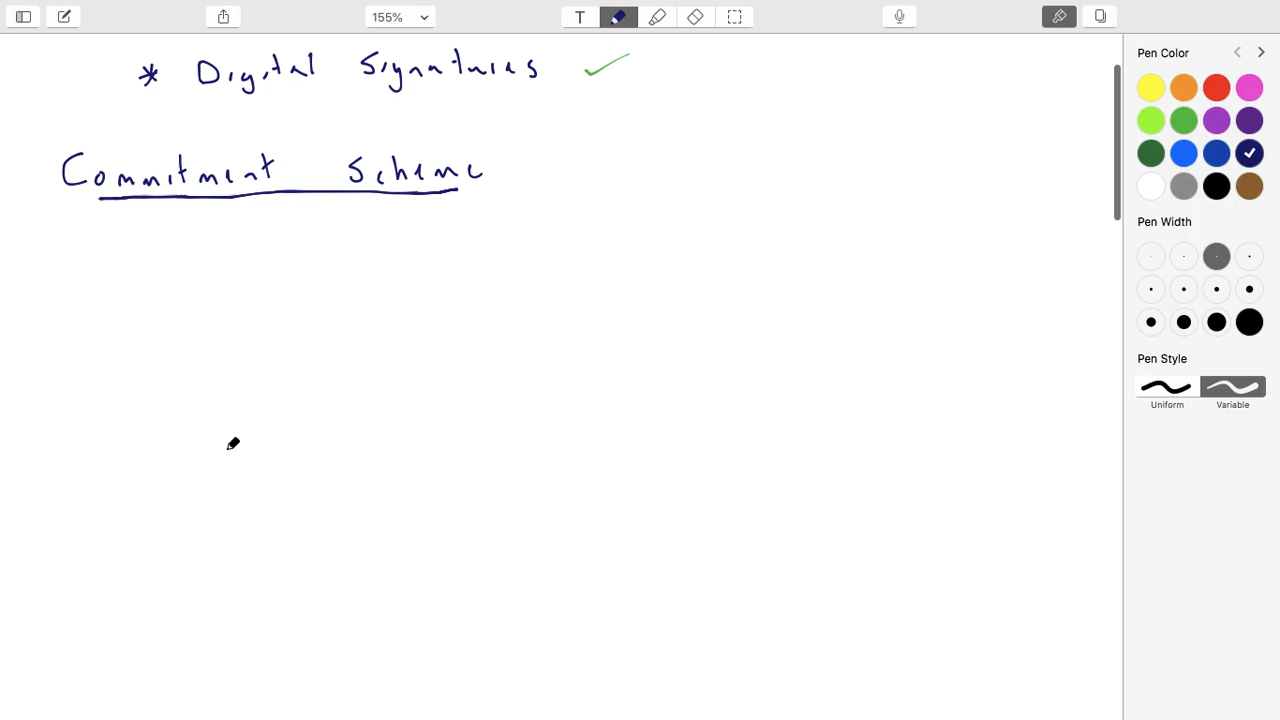 155%
T
* Digital Signatures ✓
Commitment Scheme
Pen Color
Pen Width
Pen Style
Uniform Variable